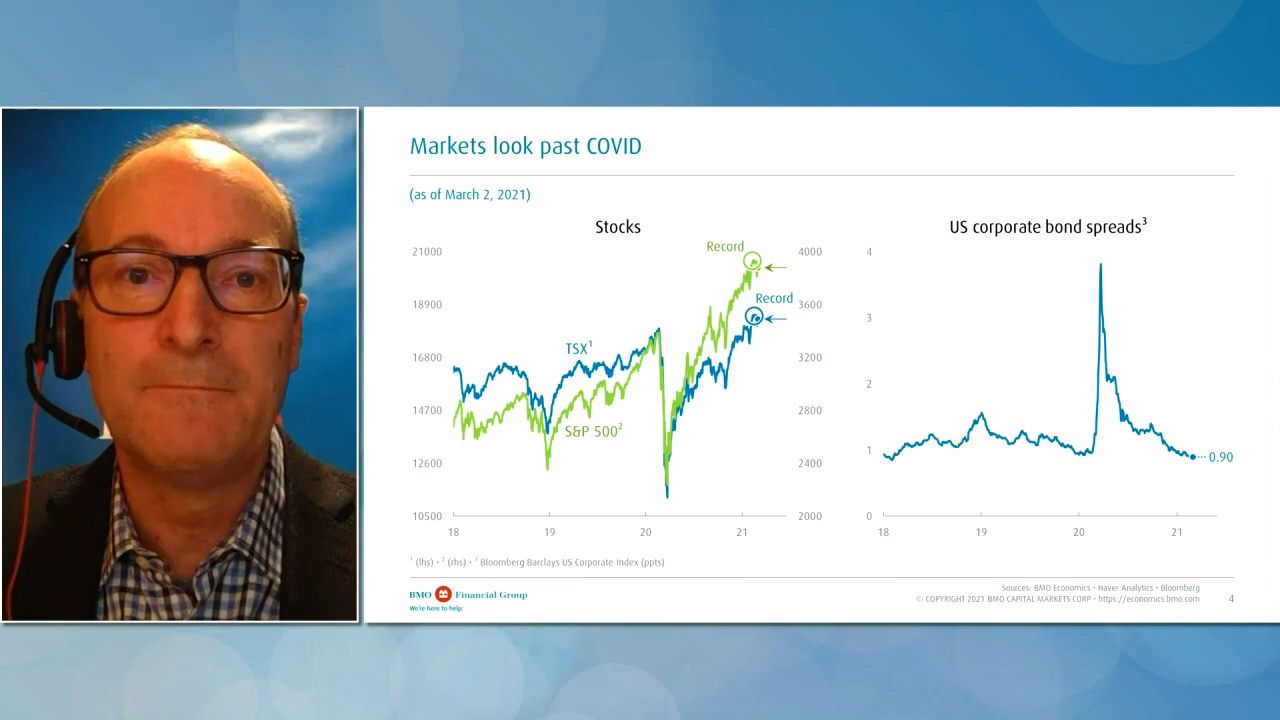 Markets look past COVID
(as of March 2, 2021)
Stocks
21000
18900
16800
14700
12600
10500
4000
3600
3200
2800
2400
2000
Record
Record
TSX¹
S&P 500²
18 19 20 21
US corporate bond spreads³
4
3
2
1
0
0.90
18 19 20 21
¹ (lhs) • ² (rhs) • ³ Bloomberg Barclays US Corporate Index (ppts)
BMO Financial Group
We're here to help:
Sources: BMO Economics • Haver Analytics • Bloomberg
© COPYRIGHT 2021 BMO CAPITAL MARKETS CORP • https://economics.bmo.com
4